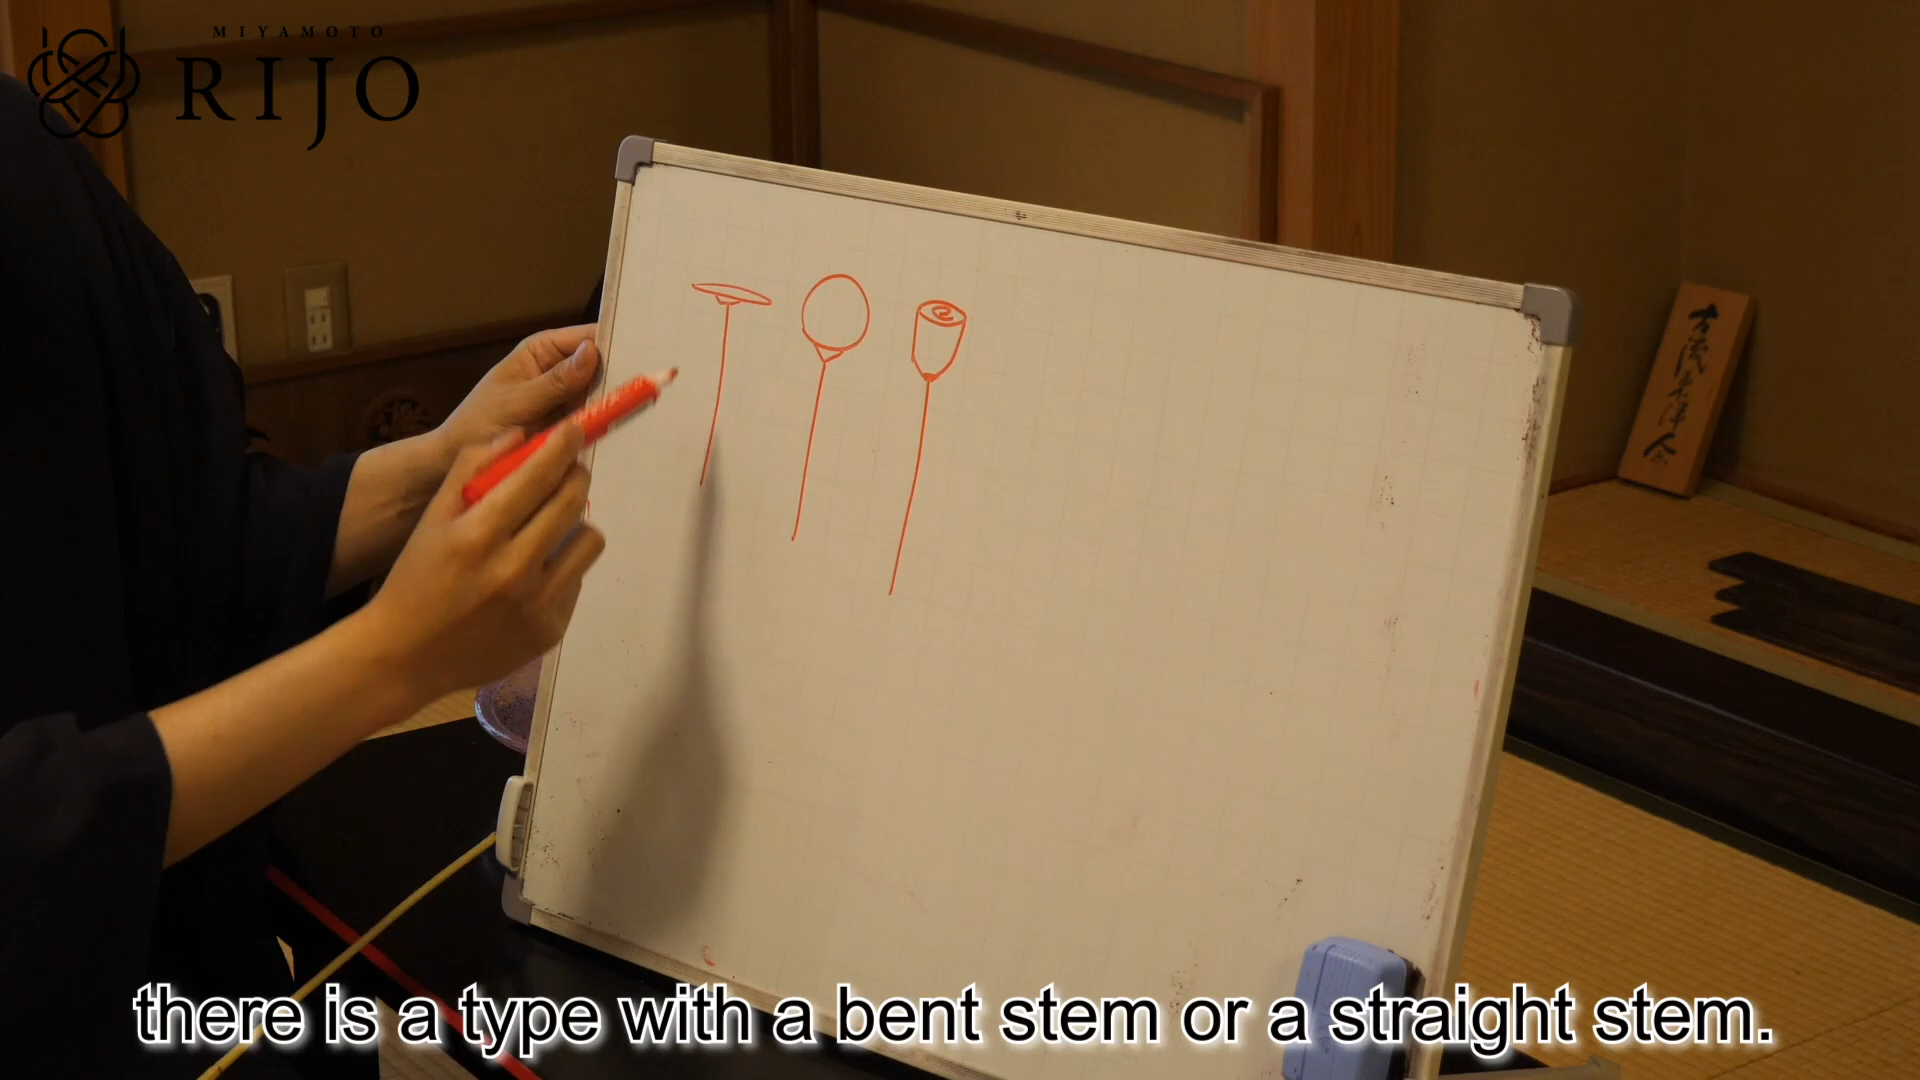 MIYAMOTO
RIJO
there is a type with a bent stem or a straight stem.